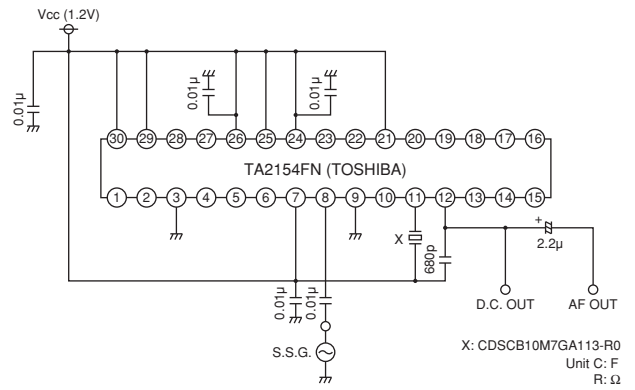 Vcc (1.2V)
0.01μ
0.01μ
0.01μ
30 29 28 27 26 25 24 23 22 21 20 19 18 17 16
TA2154FN (TOSHIBA)
1 2 3 4 5 6 7 8 9 10 11 12 13 14 15
X
680p
+
2.2μ
0.01μ
0.01μ
D.C. OUT
AF OUT
S.S.G.
X: CDSCB10M7GA113-R0
Unit C: F
R: Ω